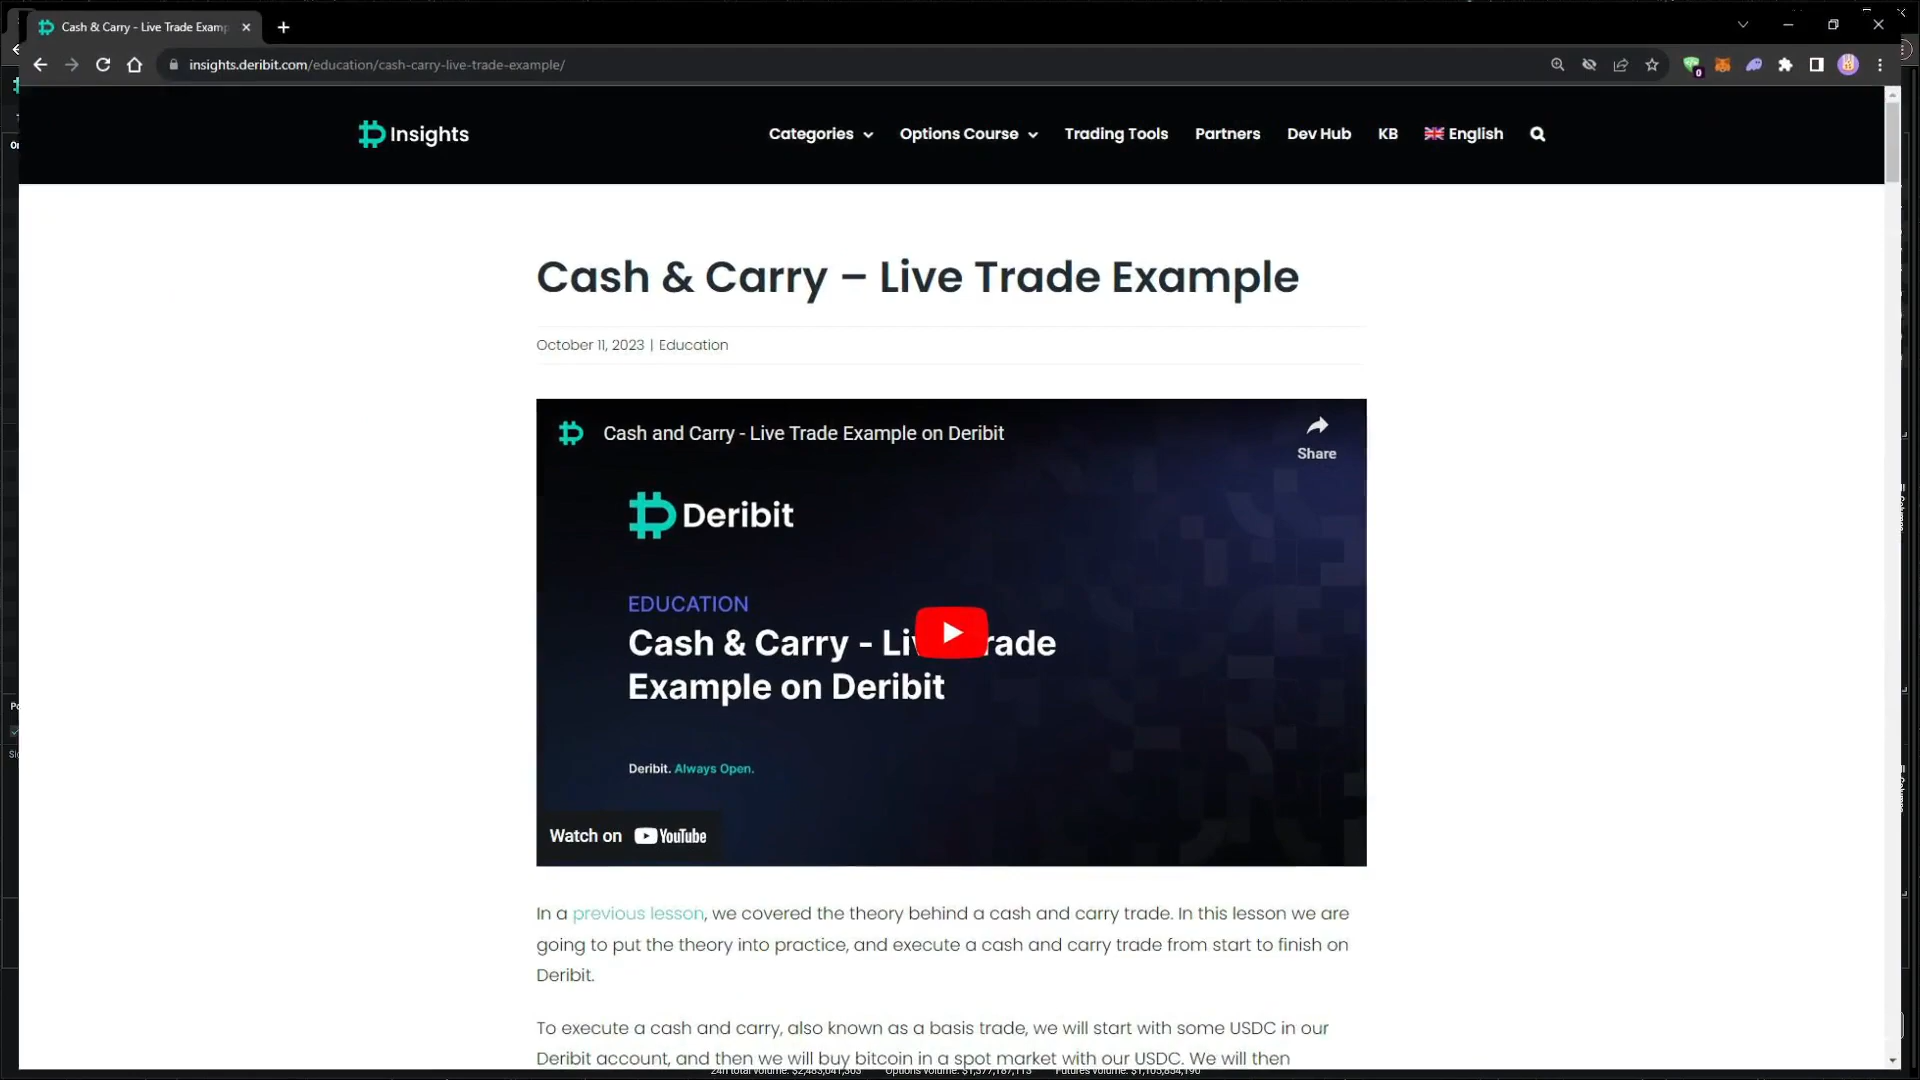 Cash & Carry - Live Trade Examp
insights.deribit.com/education/cash-carry-live-trade-example/
0
Insights
Categories
Options Course
Trading Tools
Partners
Dev Hub
KB
English
Cash & Carry – Live Trade Example
October 11, 2023 | Education
Cash and Carry - Live Trade Example on Deribit
Share
Deribit
EDUCATION
Cash & Carry - Li rade
Example on Deribit
Deribit. Always Open.
Watch on YouTube
In a previous lesson, we covered the theory behind a cash and carry trade. In this lesson we are
going to put the theory into practice, and execute a cash and carry trade from start to finish on
Deribit.
To execute a cash and carry, also known as a basis trade, we will start with some USDC in our
Deribit account, and then we will buy bitcoin in a spot market with our USDC. We will then